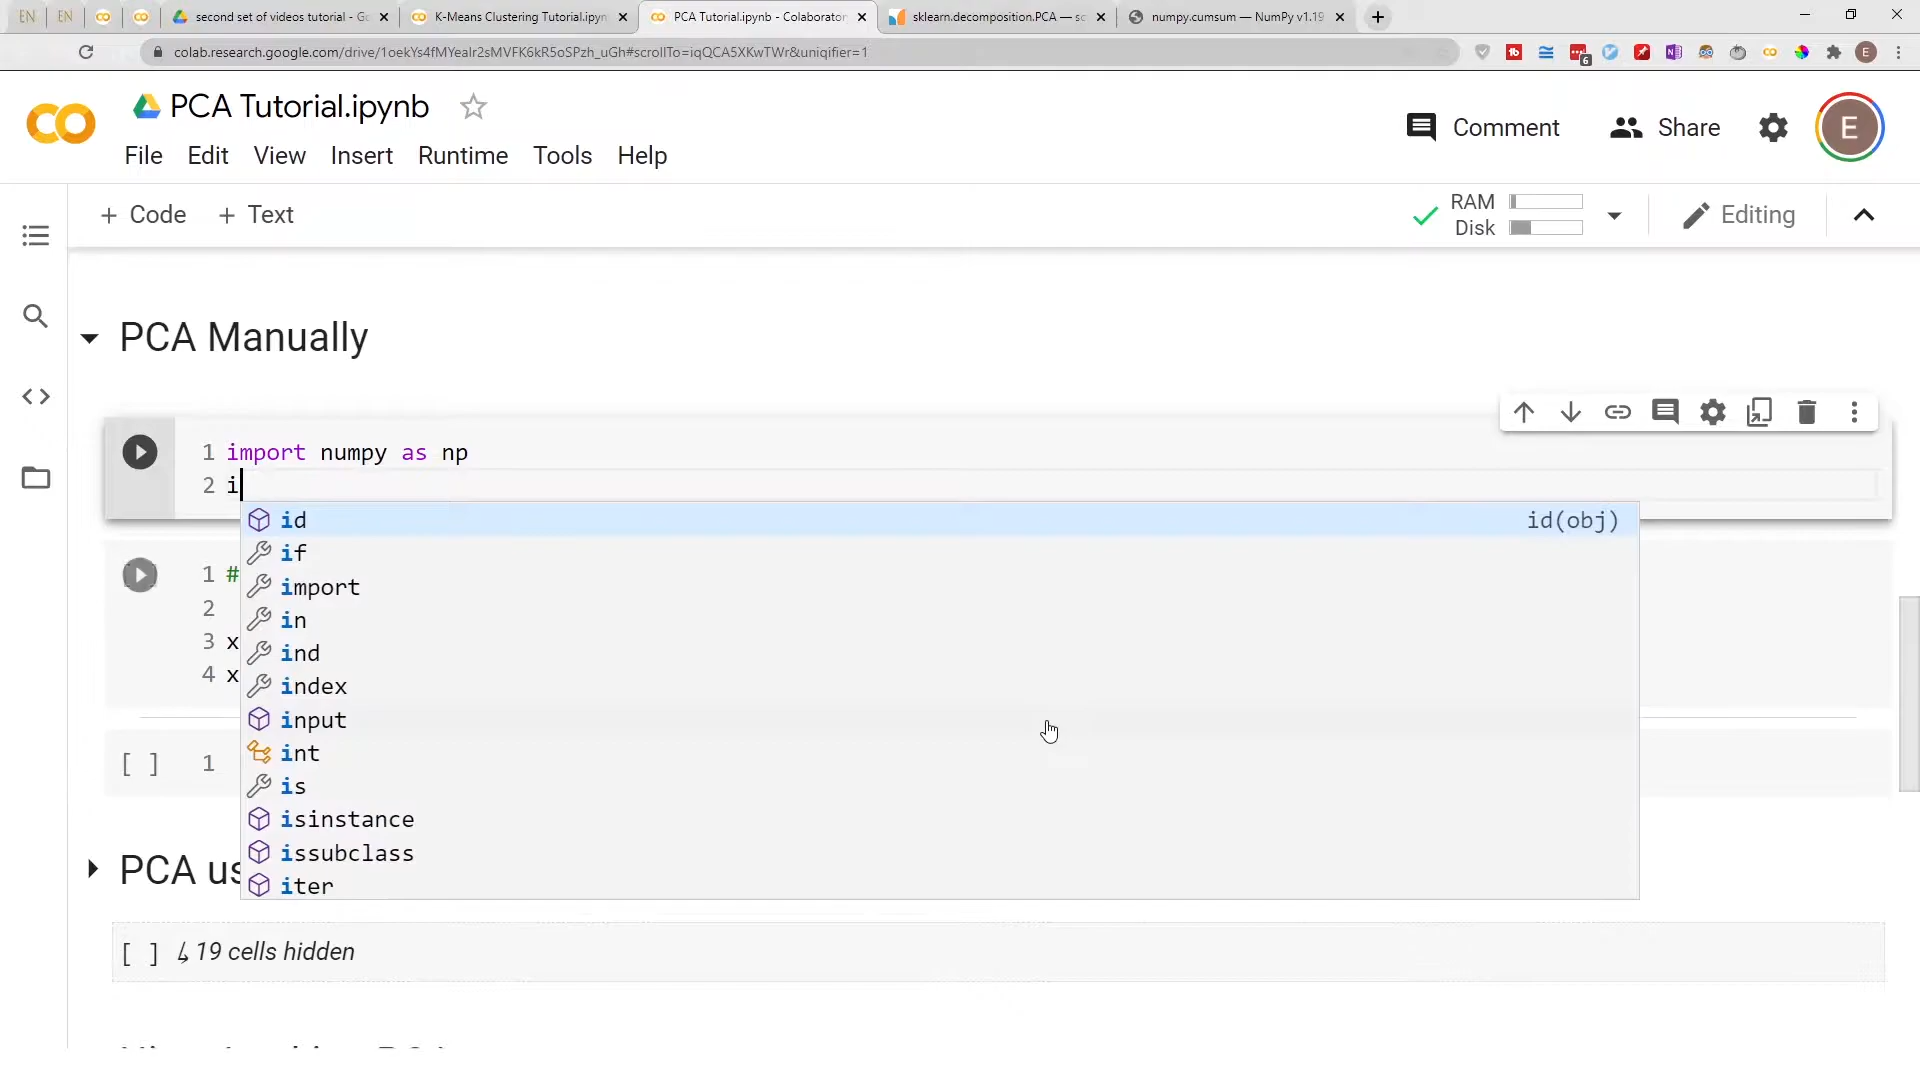 EN
EN
second set of videos tutorial - Go
K-Means Clustering Tutorial.ipyn
PCA Tutorial.ipynb - Colaborator
sklearn.decomposition.PCA — sc
numpy.cumsum — NumPy v1.19
colab.research.google.com/drive/1oekYs4fMYealr2sMVFK6kR5oSPzh_uGh#scrollTo=iqQCA5XKwTWr&uniqifier=1
6
E
CO
PCA Tutorial.ipynb
Comment
Share
E
File Edit View Insert Runtime Tools Help
+ Code + Text
RAM
Disk
Editing
PCA Manually
1 import numpy as np
2 i
id id(obj)
if
import
in
ind
index
input
int
is
isinstance
issubclass
iter
1 #
2
3 x
4 x
[ ] 1
PCA us
[ ] ↳ 19 cells hidden